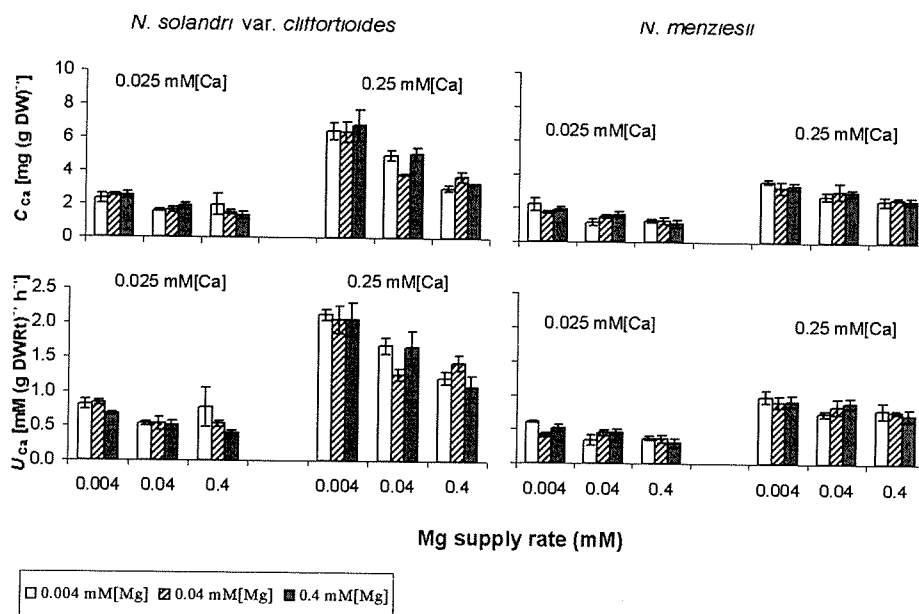 N. solandri var. cliffortioides
N. menziesii
C Ca [mg (g DW)⁻¹]
10
8
6
4
2
0
0.025 mM[Ca]
0.25 mM[Ca]
0.025 mM[Ca]
0.25 mM[Ca]
U Ca [mM (g DWRt)⁻¹ h⁻¹]
2.5
2.0
1.5
1.0
0.5
0.0
0.025 mM[Ca]
0.25 mM[Ca]
0.025 mM[Ca]
0.25 mM[Ca]
0.004 0.04 0.4 0.004 0.04 0.4 0.004 0.04 0.4 0.004 0.04 0.4
Mg supply rate (mM)
0.004 mM[Mg] 0.04 mM[Mg] 0.4 mM[Mg]